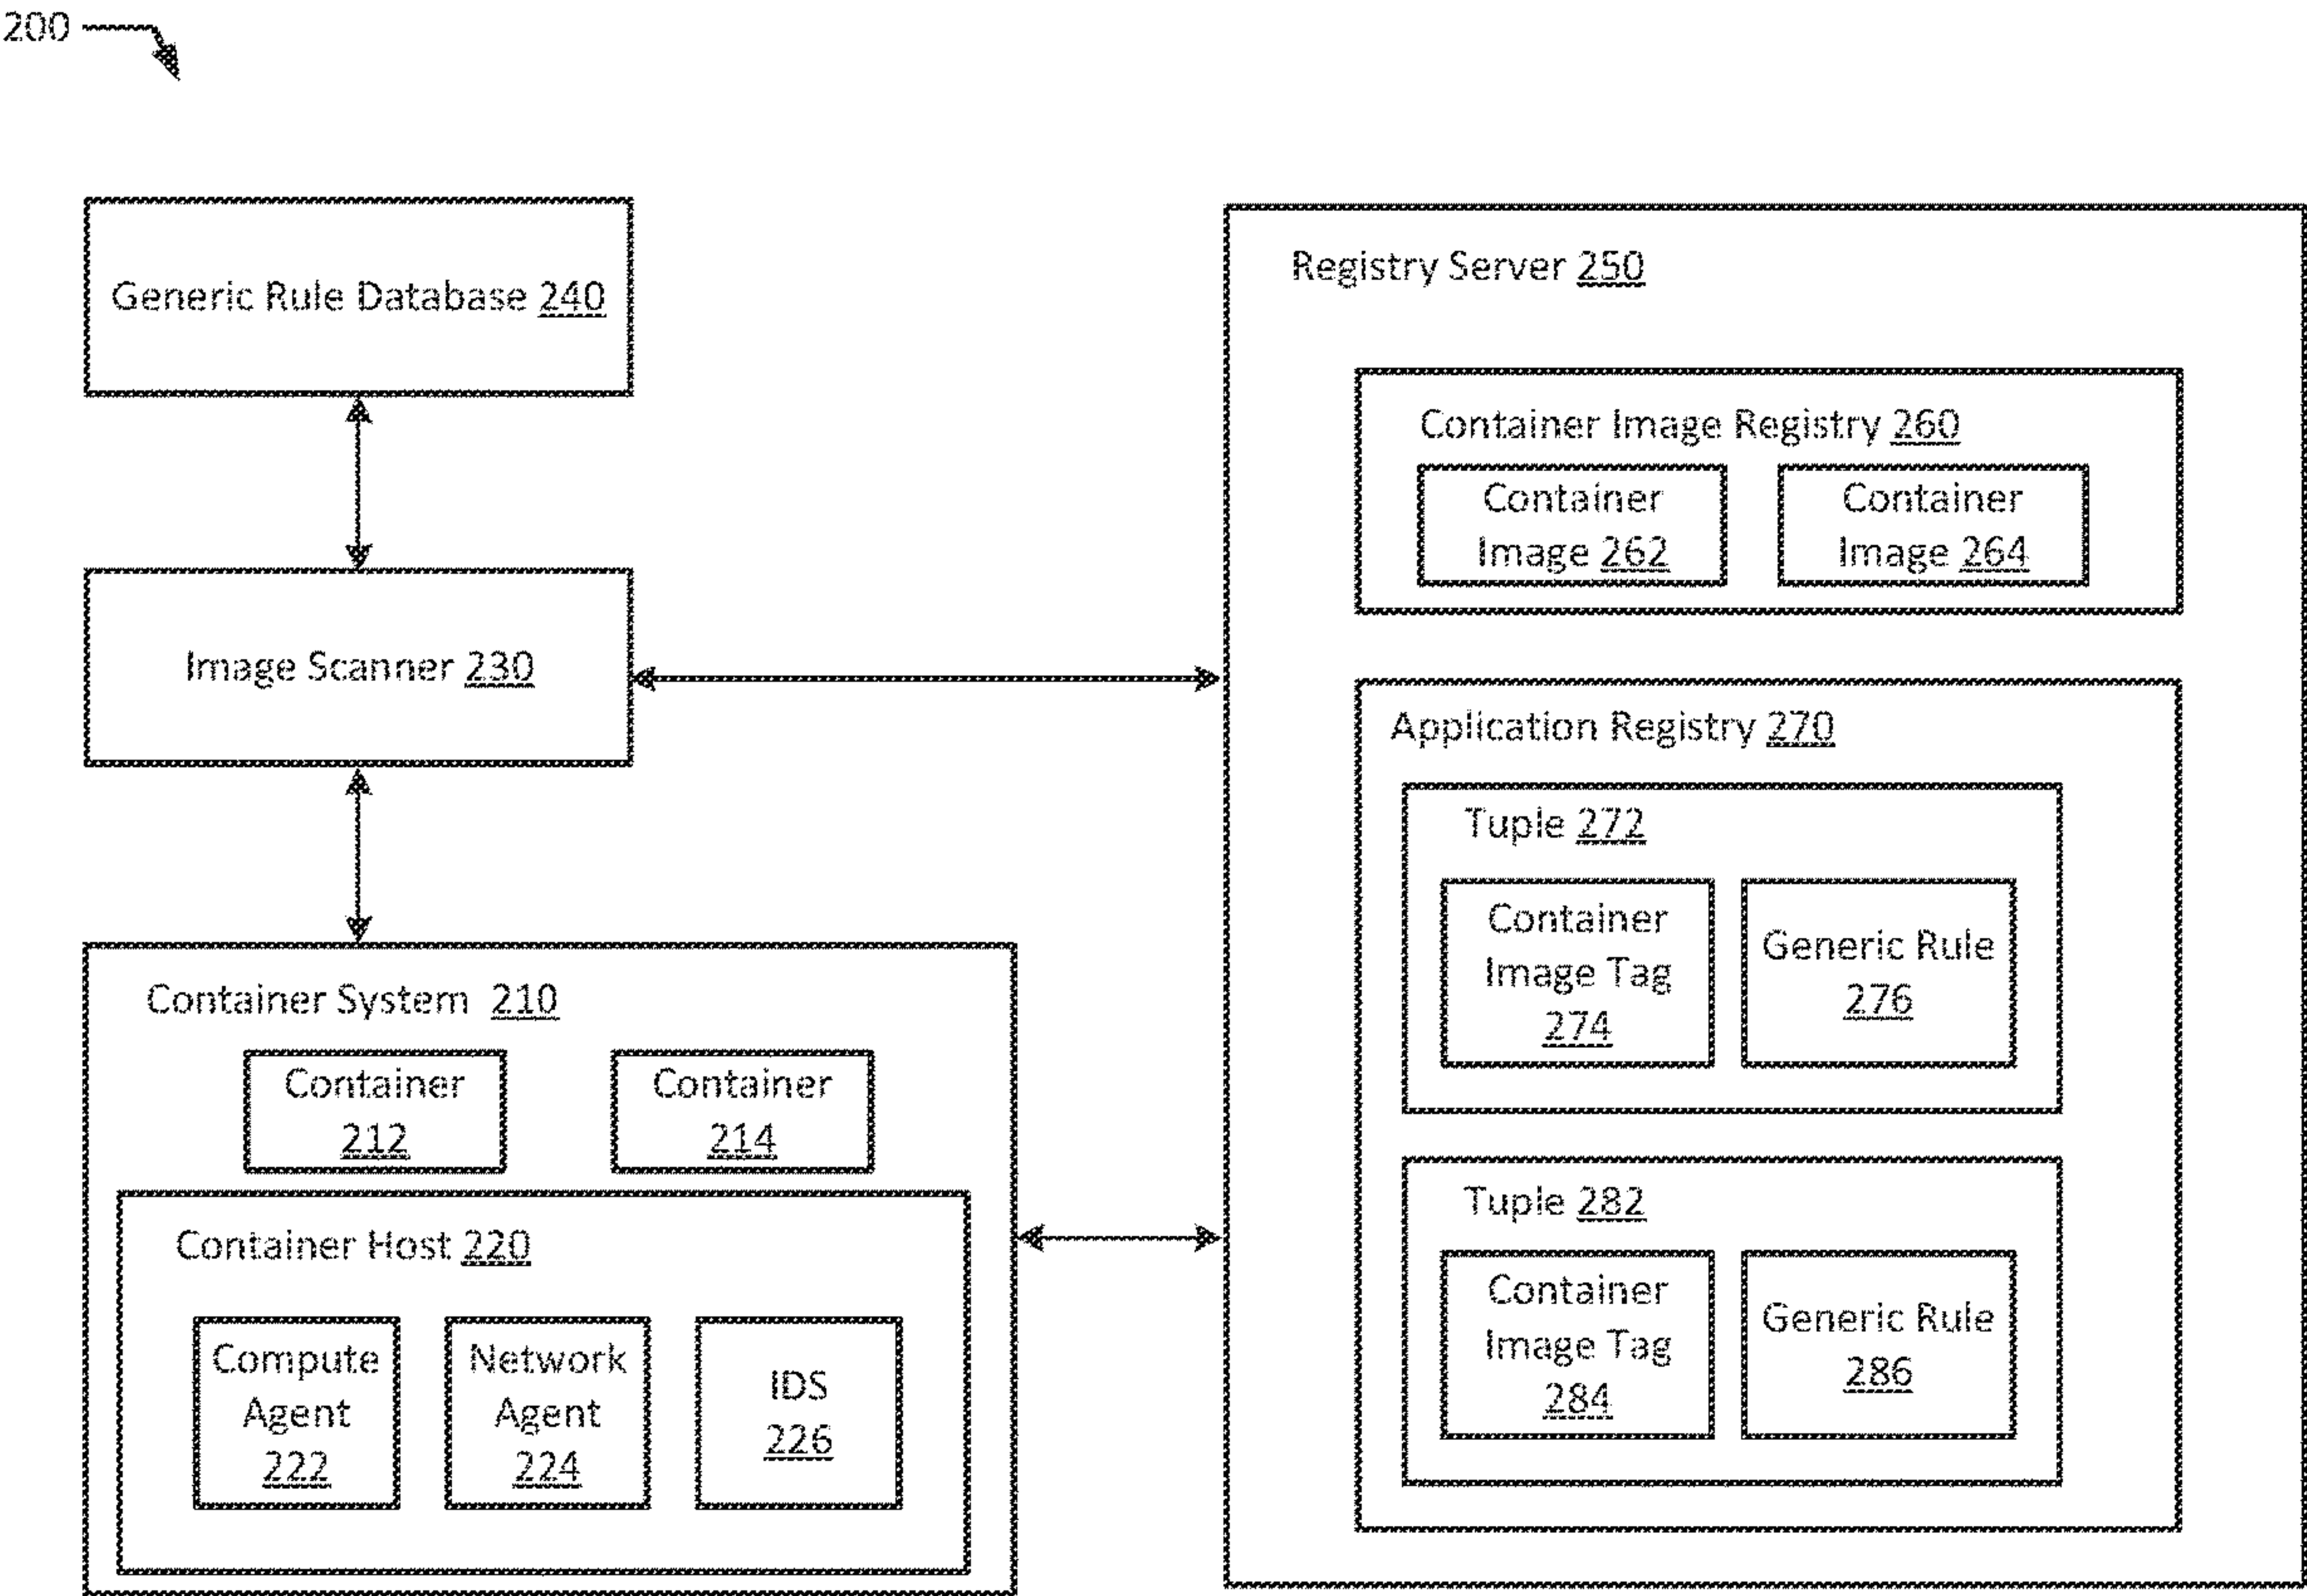 200
Generic Rule Database 240
Image Scanner 230
Container System 210
Container
212
Container
214
Container Host 220
Compute
Agent
222
Network
Agent
224
IDS
226
Registry Server 250
Container Image Registry 260
Container
Image 262
Container
Image 264
Application Registry 270
Tuple 272
Container
Image Tag
274
Generic Rule
276
Tuple 282
Container
Image Tag
284
Generic Rule
286